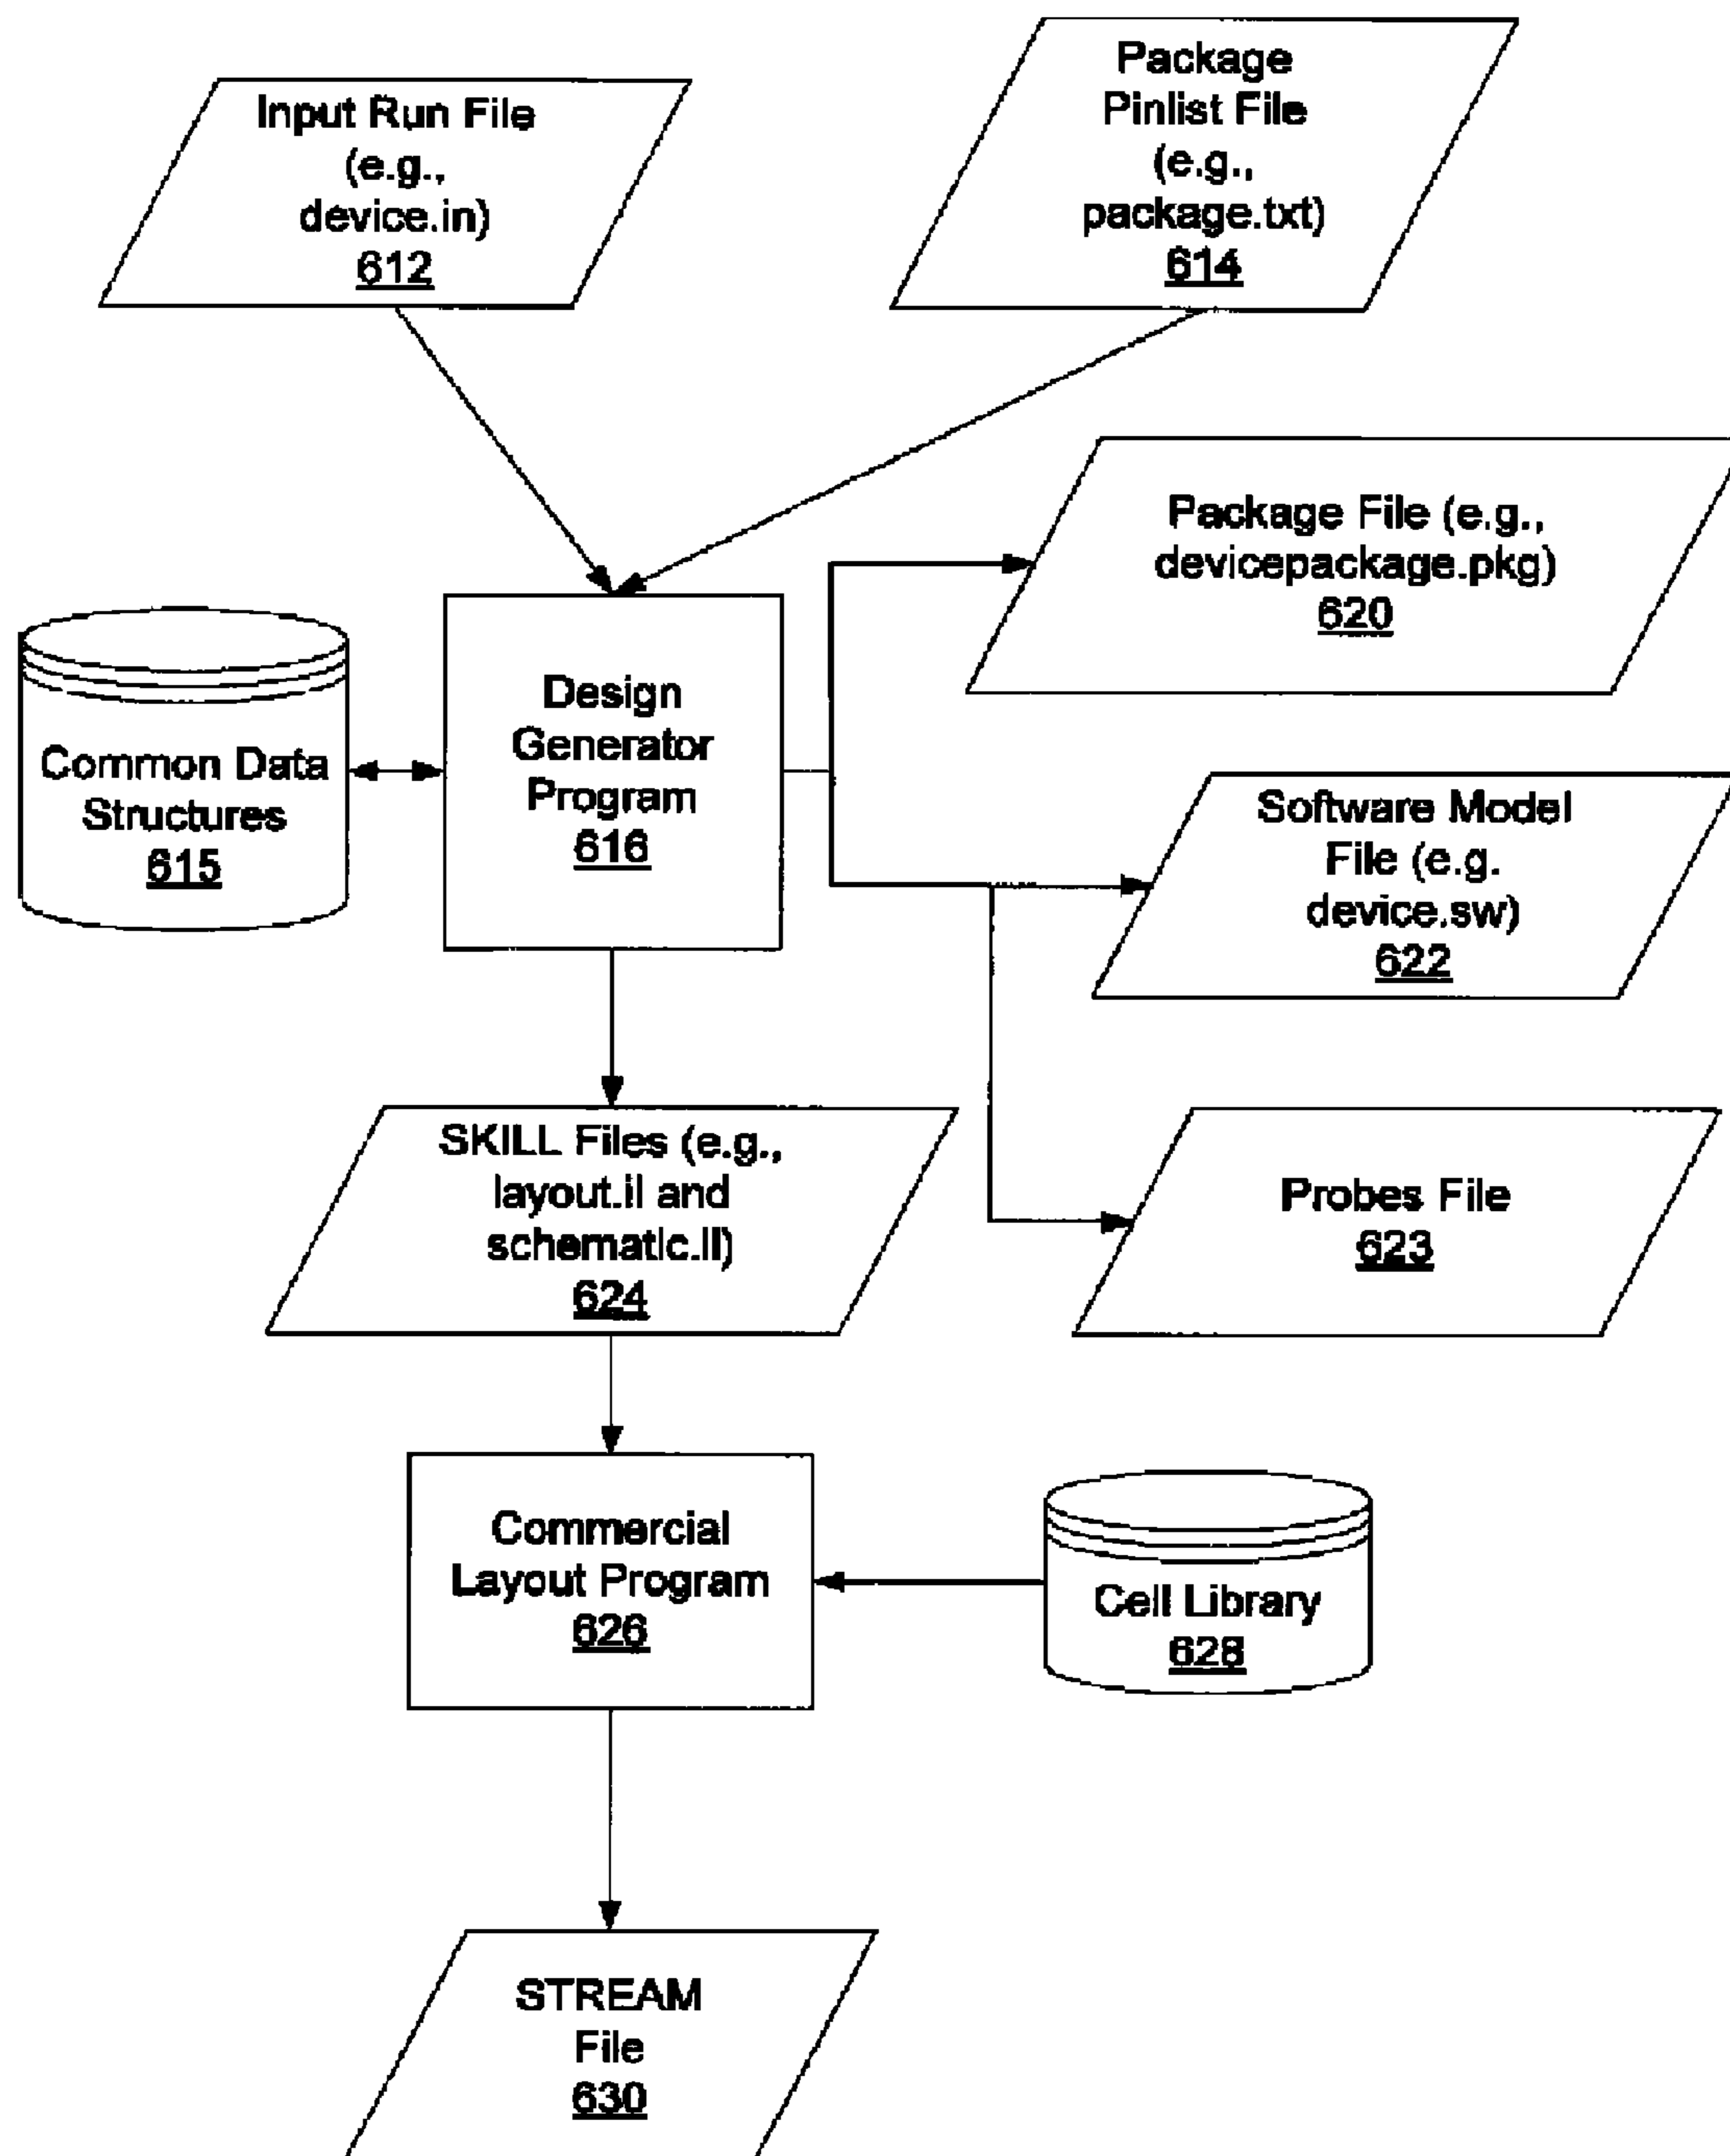 Input Run File
(e.g.,
device.in)
612
Package
Pinlist File
(e.g.,
package.txt)
614
Package File (e.g.,
devicepackage.pkg)
620
Common Data
Structures
615
Design
Generator
Program
616
Software Model
File (e.g.
device.sw)
622
SKILL Files (e.g.,
layout.il and
schematic.il)
624
Probes File
623
Commercial
Layout Program
626
Cell Library
628
STREAM
File
630